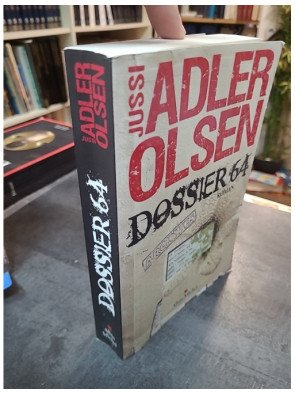 JUSSI
ADLER
OLSEN
DOSSIER 64
ROMAN
JUSSI
ADLER
OLSEN
DOSSIER 64